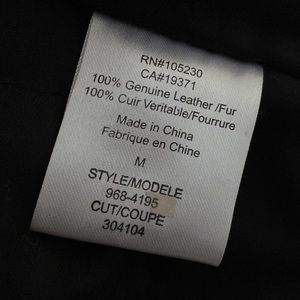 RN#105230
CA#19371
100% Genuine Leather /Fur
100% Cuir Veritable/Fourrure
Made in China
Fabrique en Chine
M
STYLE/MODELE
968-4195
CUT/COUPE
304104